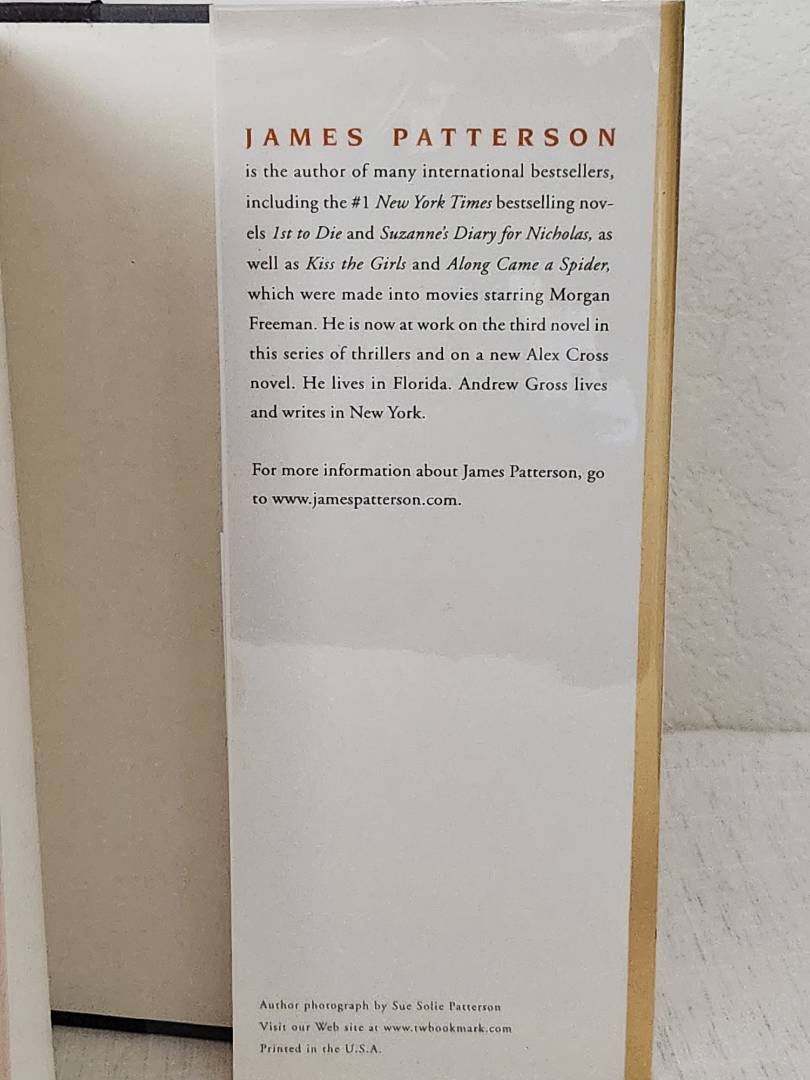 JAMES PATTERSON
is the author of many international bestsellers,
including the #1 New York Times bestselling nov-
els 1st to Die and Suzanne's Diary for Nicholas, as
well as Kiss the Girls and Along Came a Spider,
which were made into movies starring Morgan
Freeman. He is now at work on the third novel in
this series of thrillers and on a new Alex Cross
novel. He lives in Florida. Andrew Gross lives
and writes in New York.
For more information about James Patterson, go
to www.jamespatterson.com.
Author photograph by Sue Solie Patterson
Visit our Web site at www.twbookmark.com
Printed in the U.S.A.